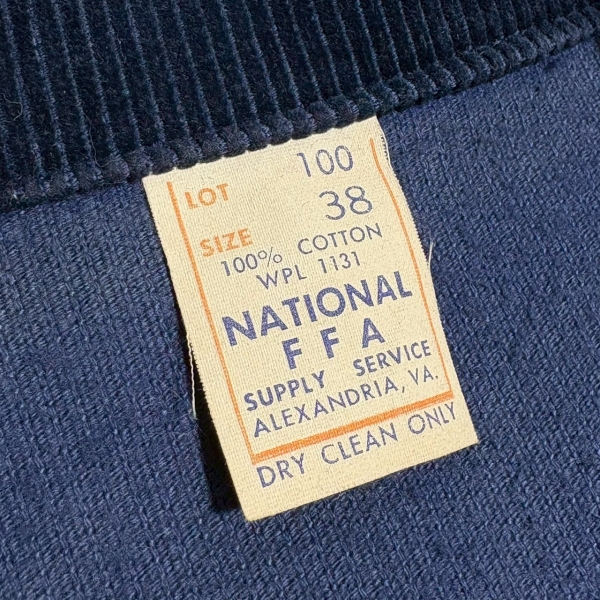 LOT 100
SIZE 38
100% COTTON
WPL 1131
NATIONAL
F F A
SUPPLY SERVICE
ALEXANDRIA, VA.
DRY CLEAN ONLY